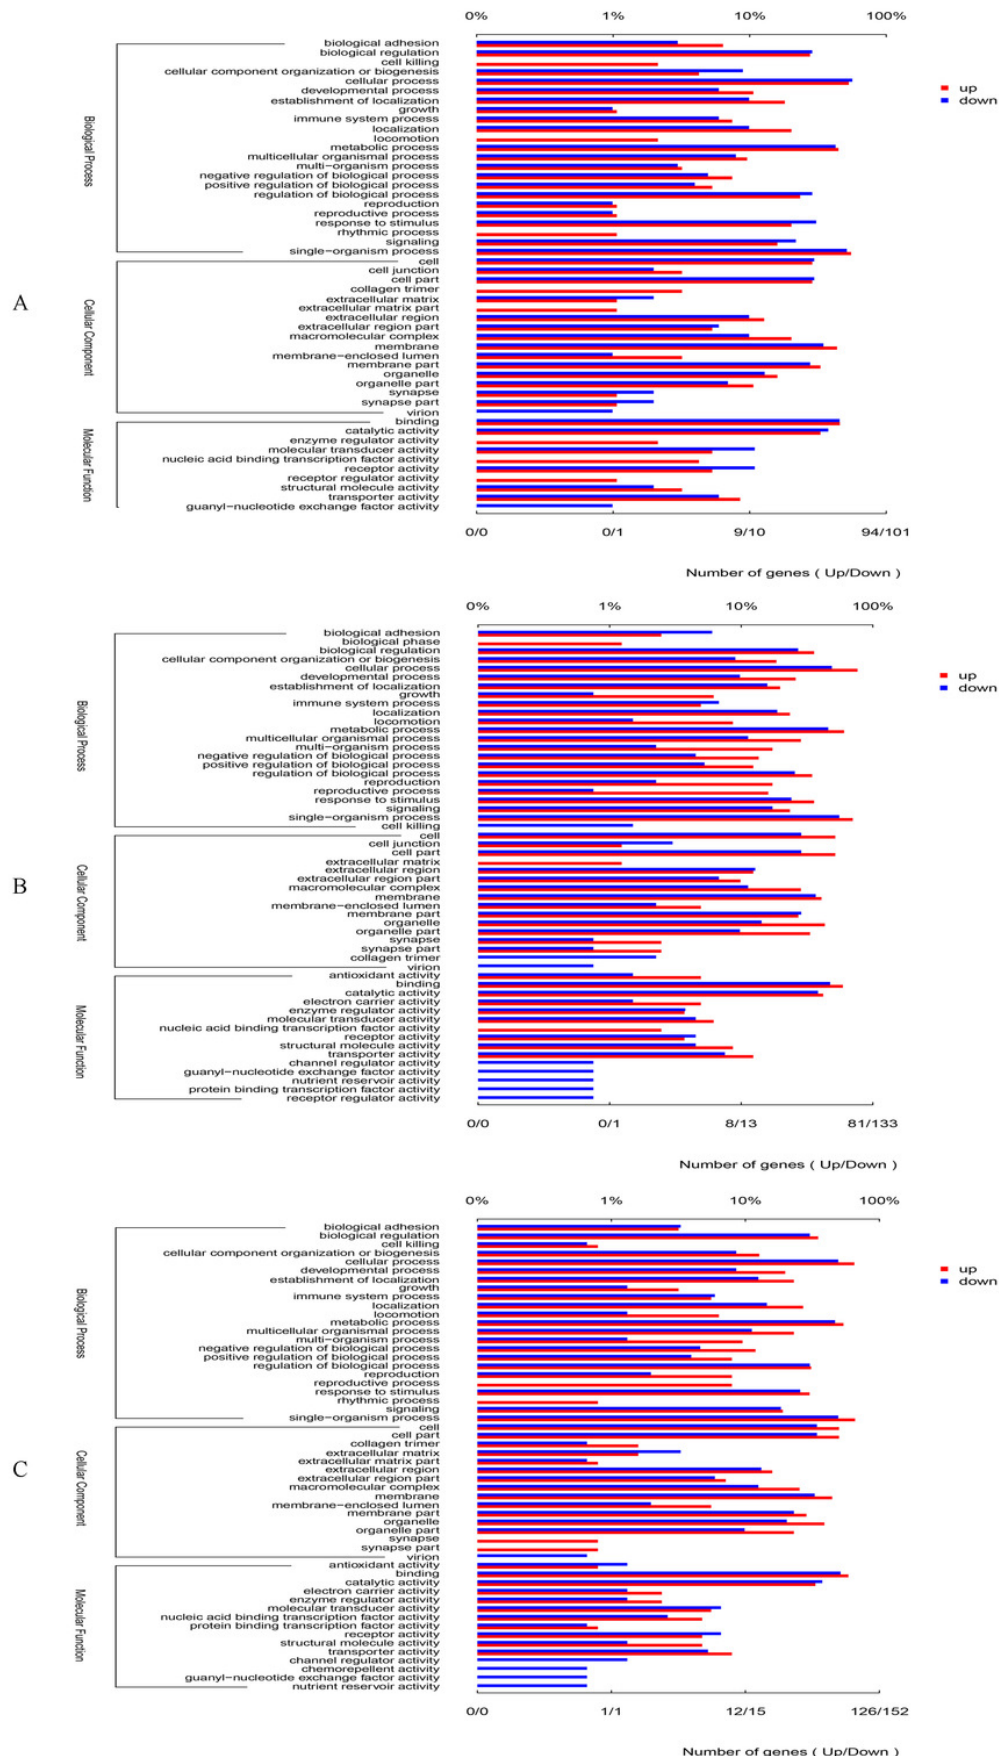 0% 1% 10% 100%
biological adhesion
biological regulation
cell killing
cellular component organization or biogenesis
cellular process
developmental process
establishment of localization
growth
immune system process
localization
locomotion
metabolic process
multicellular organismal process
multi−organism process
negative regulation of biological process
positive regulation of biological process
regulation of biological process
reproduction
reproductive process
response to stimulus
rhythmic process
signaling
single−organism process
cell
cell junction
cell part
collagen trimer
extracellular matrix
extracellular matrix part
extracellular region
extracellular region part
macromolecular complex
membrane
membrane−enclosed lumen
membrane part
organelle
organelle part
synapse
synapse part
virion
binding
catalytic activity
enzyme regulator activity
molecular transducer activity
nucleic acid binding transcription factor activity
receptor activity
receptor regulator activity
structural molecule activity
transporter activity
guanyl−nucleotide exchange factor activity
Biological Process
Cellular Component
Molecular Function
A
up
down
0/0 0/1 9/10 94/101
Number of genes ( Up/Down )
0% 1% 10% 100%
biological adhesion
biological phase
biological regulation
cellular component organization or biogenesis
cellular process
developmental process
establishment of localization
growth
immune system process
localization
locomotion
metabolic process
multicellular organismal process
multi−organism process
negative regulation of biological process
positive regulation of biological process
regulation of biological process
reproduction
reproductive process
response to stimulus
signaling
single−organism process
cell killing
cell
cell junction
cell part
extracellular matrix
extracellular region
extracellular region part
macromolecular complex
membrane
membrane−enclosed lumen
membrane part
organelle
organelle part
synapse
synapse part
collagen trimer
virion
antioxidant activity
binding
catalytic activity
electron carrier activity
enzyme regulator activity
molecular transducer activity
nucleic acid binding transcription factor activity
receptor activity
structural molecule activity
transporter activity
channel regulator activity
guanyl−nucleotide exchange factor activity
nutrient reservoir activity
protein binding transcription factor activity
receptor regulator activity
Biological Process
Cellular Component
Molecular Function
B
up
down
0/0 0/1 8/13 81/133
Number of genes ( Up/Down )
0% 1% 10% 100%
biological adhesion
biological regulation
cell killing
cellular component organization or biogenesis
cellular process
developmental process
establishment of localization
growth
immune system process
localization
locomotion
metabolic process
multicellular organismal process
multi−organism process
negative regulation of biological process
positive regulation of biological process
regulation of biological process
reproduction
reproductive process
response to stimulus
rhythmic process
signaling
single−organism process
cell
cell part
collagen trimer
extracellular matrix
extracellular matrix part
extracellular region
extracellular region part
macromolecular complex
membrane
membrane−enclosed lumen
membrane part
organelle
organelle part
synapse
synapse part
virion
antioxidant activity
binding
catalytic activity
electron carrier activity
enzyme regulator activity
molecular transducer activity
nucleic acid binding transcription factor activity
protein binding transcription factor activity
receptor activity
structural molecule activity
transporter activity
channel regulator activity
chemorepellent activity
guanyl−nucleotide exchange factor activity
nutrient reservoir activity
Biological Process
Cellular Component
Molecular Function
C
up
down
0/0 1/1 12/15 126/152
Number of genes ( Up/Down )